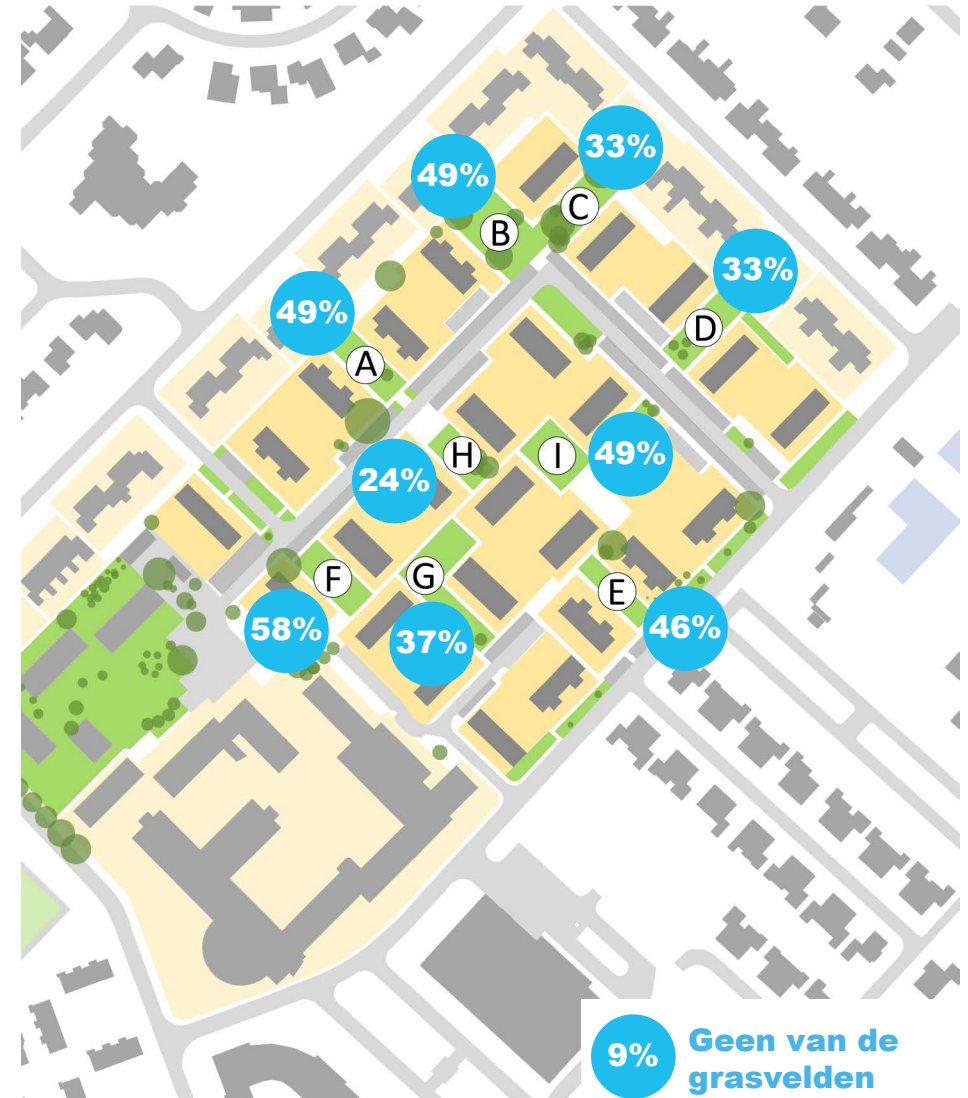 33%
49%
C
B
33%
49%
D
A
H
I
49%
24%
F
G
E
58%
37%
46%
9%
Geen van de
grasvelden